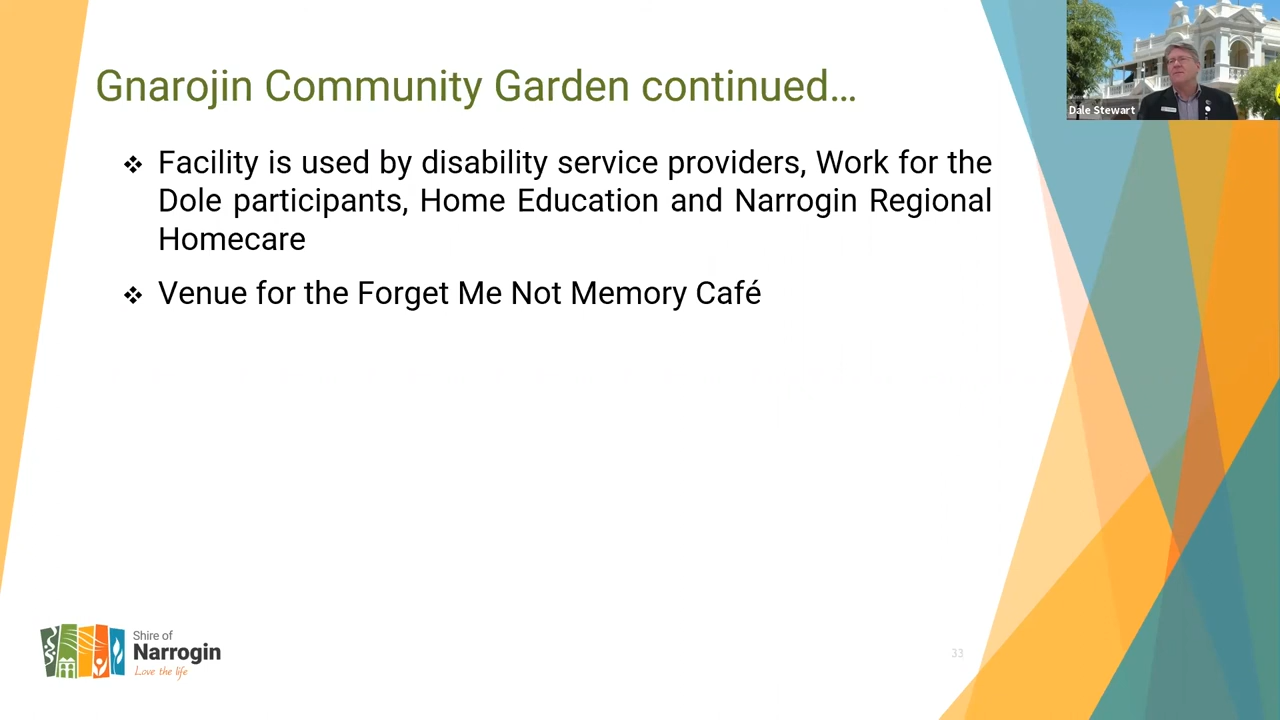 Gnarojin Community Garden continued...
Dale Stewart
❖ Facility is used by disability service providers, Work for the
Dole participants, Home Education and Narrogin Regional
Homecare
❖ Venue for the Forget Me Not Memory Café
Shire of
Narrogin
Love the life
33